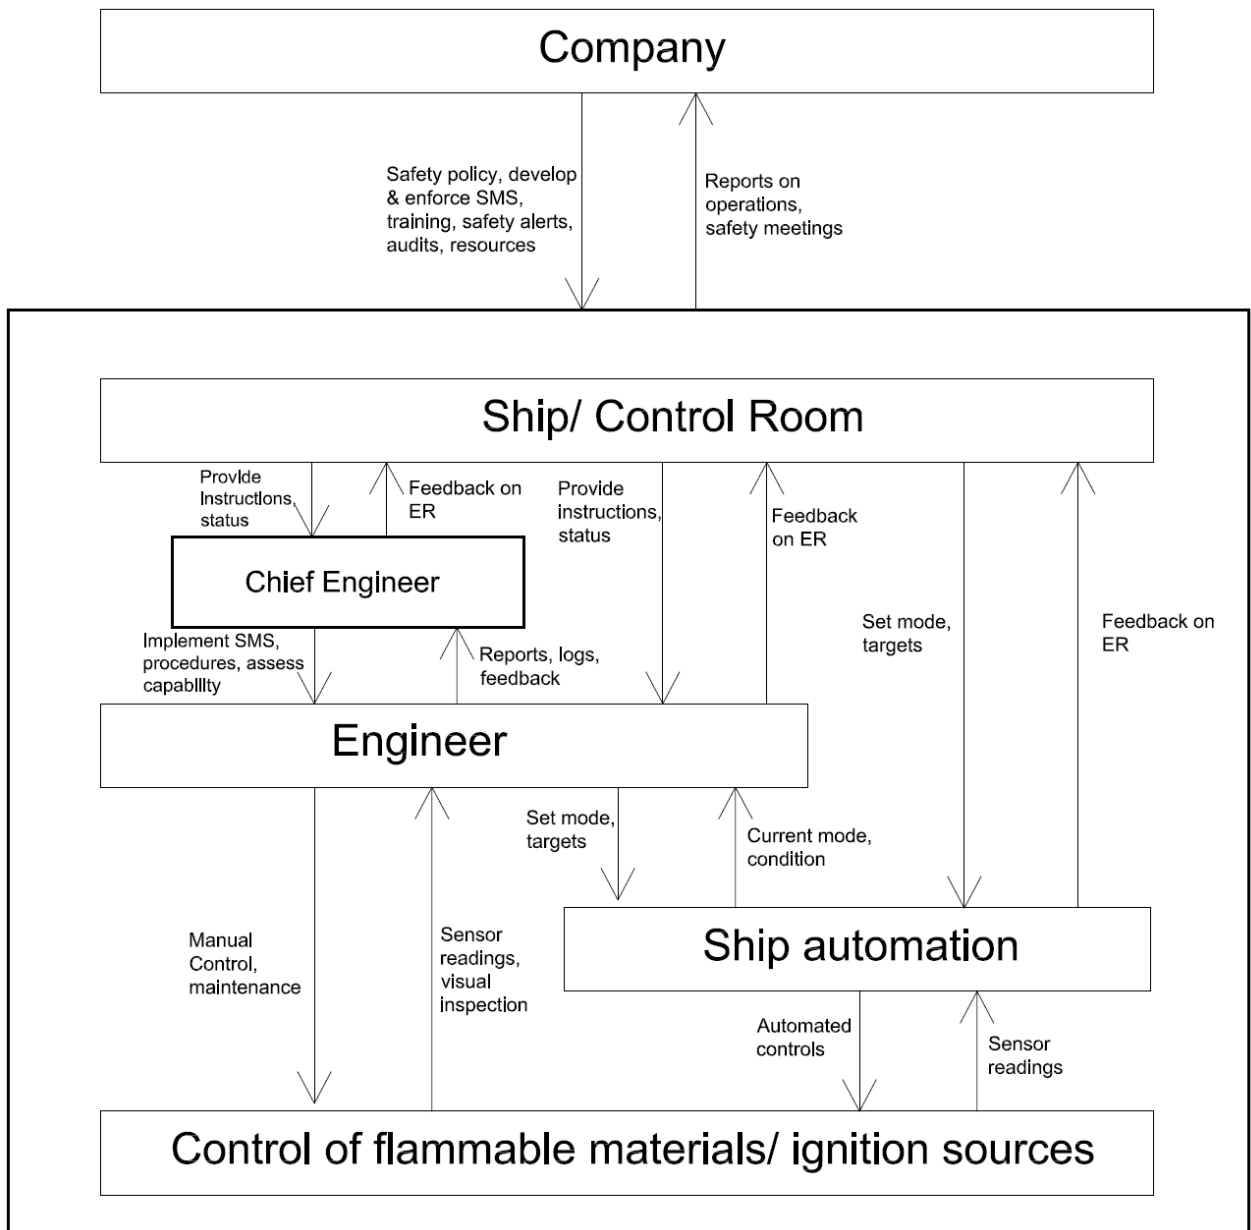 Company
Safety policy, develop
& enforce SMS,
training, safety alerts,
audits, resources
Reports on
operations,
safety meetings
Ship/ Control Room
Provide
Instructions,
status
Feedback on
ER
Provide
instructions,
status
Feedback
on ER
Chief Engineer
Set mode,
targets
Feedback on
ER
Implement SMS,
procedures, assess
capability
Reports, logs,
feedback
Engineer
Set mode,
targets
Current mode,
condition
Manual
Control,
maintenance
Sensor
readings,
visual
inspection
Ship automation
Automated
controls
Sensor
readings
Control of flammable materials/ ignition sources